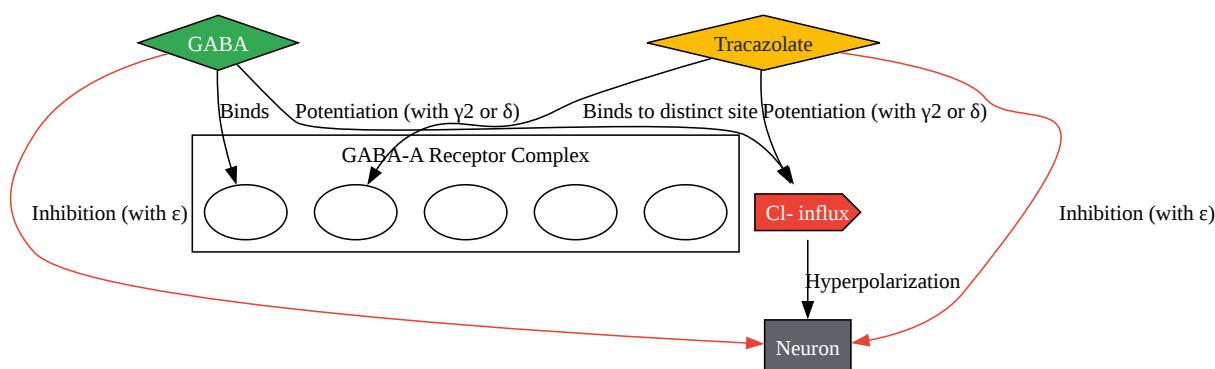 GABA
Tracazolate
Binds
Potentiation (with γ2 or δ)
Binds to distinct site
Potentiation (with γ2 or δ)
GABA-A Receptor Complex
Inhibition (with ε)
Cl- influx
Inhibition (with ε)
Hyperpolarization
Neuron